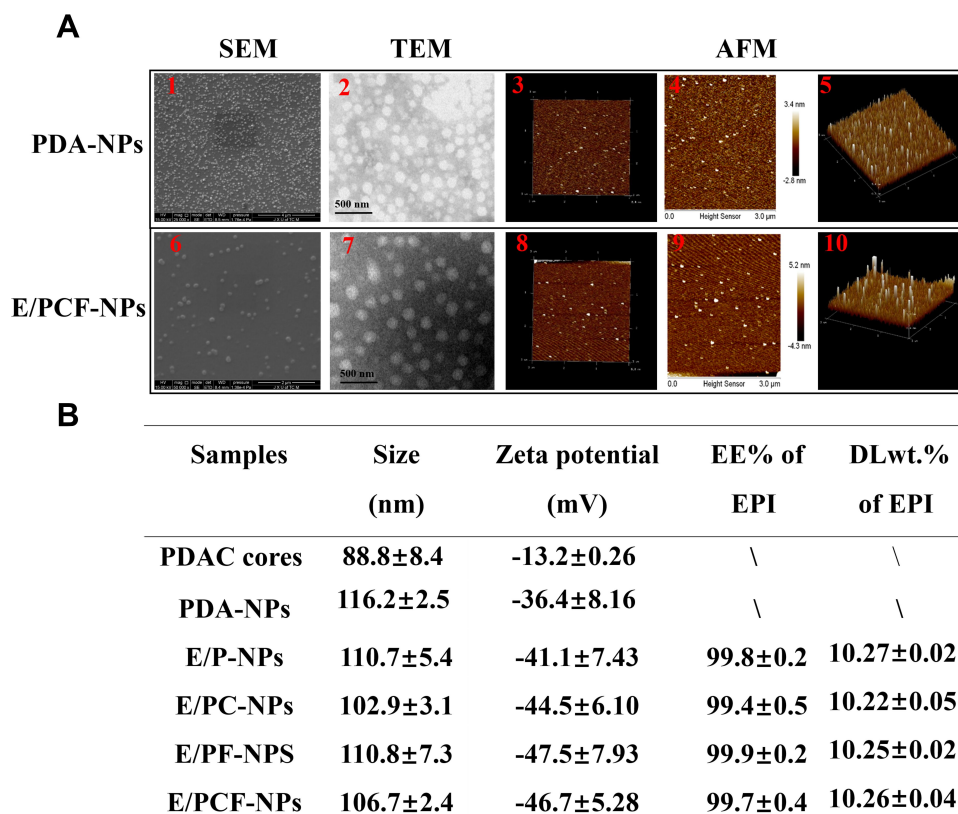 A
SEM TEM AFM
PDA-NPs
1 2 3 4 5
500 nm
3.4 nm
-2.8 nm
0.0 Height Sensor 3.0 µm
E/PCF-NPs
6 7 8 9 10
500 nm
5.2 nm
-4.3 nm
0.0 Height Sensor 3.0 µm
B
Samples Size Zeta potential EE% of DLwt.%
(nm) (mV) EPI of EPI
PDAC cores 88.8±8.4 -13.2±0.26 \ \
PDA-NPs 116.2±2.5 -36.4±8.16 \ \
E/P-NPs 110.7±5.4 -41.1±7.43 99.8±0.2 10.27±0.02
E/PC-NPs 102.9±3.1 -44.5±6.10 99.4±0.5 10.22±0.05
E/PF-NPS 110.8±7.3 -47.5±7.93 99.9±0.2 10.25±0.02
E/PCF-NPs 106.7±2.4 -46.7±5.28 99.7±0.4 10.26±0.04